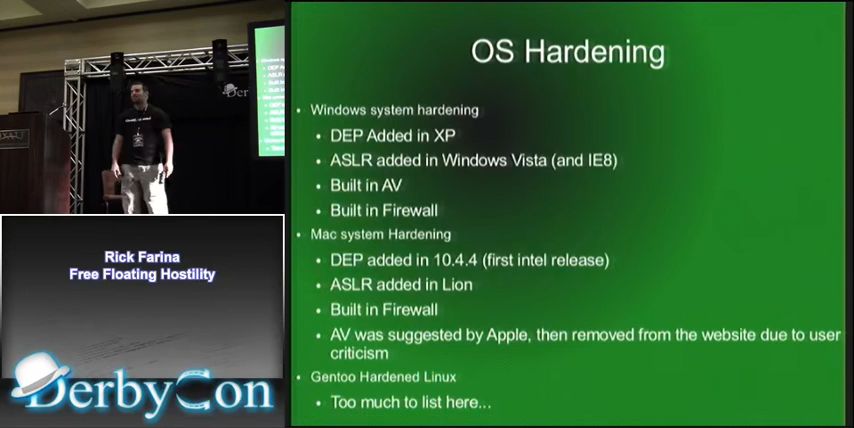 OS Hardening
Windows system hardening
DEP Added in XP
ASLR added in Windows Vista (and IE8)
Built in AV
Built in Firewall
Mac system Hardening
DEP added in 10.4.4 (first intel release)
ASLR added in Lion
Built in Firewall
AV was suggested by Apple, then removed from the website due to user
criticism
Gentoo Hardened Linux
Too much to list here...
Rick Farina
Free Floating Hostility
DerbyCon